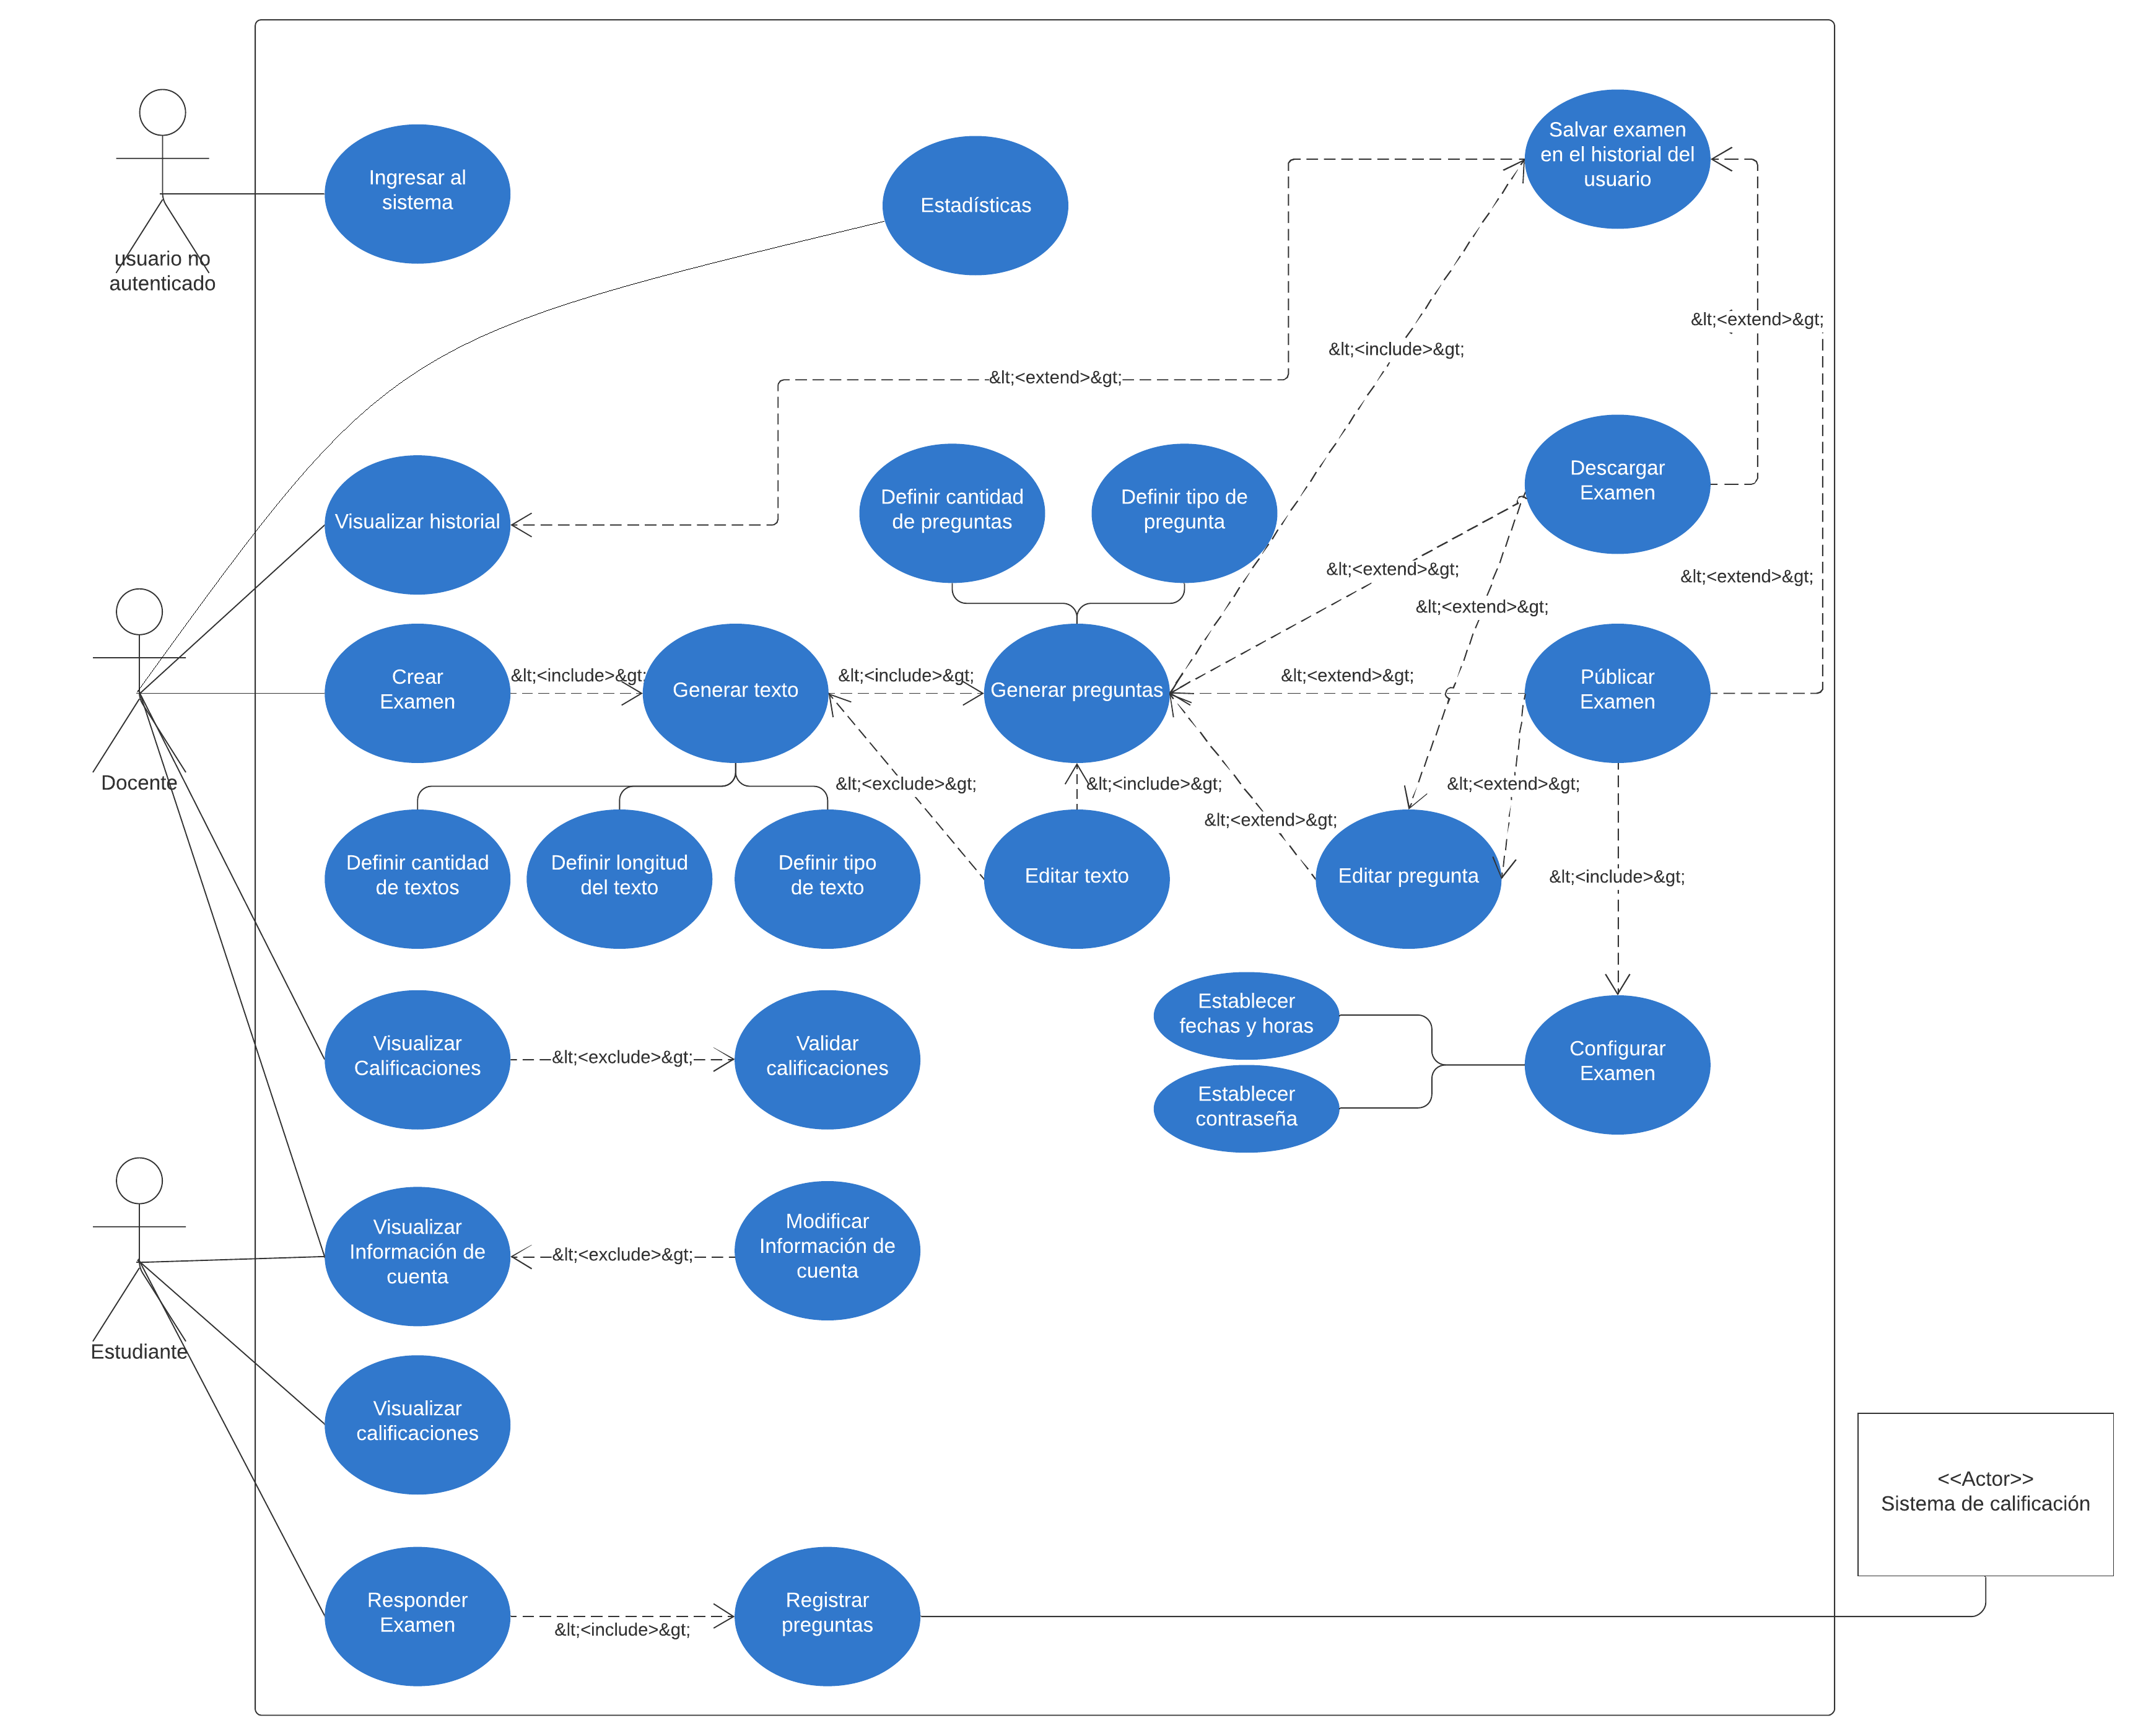 Salvar examen
en el historial del
usuario
Ingresar al
sistema
Estadísticas
usuario no
autenticado
&lt;<extend>&gt;
&lt;<include>&gt;
&lt;<extend>&gt;
Descargar
Examen
Definir cantidad
de preguntas
Definir tipo de
pregunta
Visualizar historial
&lt;<extend>&gt;
&lt;<extend>&gt;
&lt;<extend>&gt;
Crear
Examen
&lt;<include>&gt;
Generar texto
&lt;<include>&gt;
Generar preguntas
&lt;<extend>&gt;
Públicar
Examen
Docente
&lt;<exclude>&gt;
&lt;<include>&gt;
&lt;<extend>&gt;
&lt;<extend>&gt;
Definir cantidad
de textos
Definir longitud
del texto
Definir tipo
de texto
Editar texto
Editar pregunta
&lt;<include>&gt;
Establecer
fechas y horas
Visualizar
Calificaciones
&lt;<exclude>&gt;
Validar
calificaciones
Configurar
Examen
Establecer
contraseña
Visualizar
Información de
cuenta
&lt;<exclude>&gt;
Modificar
Información de
cuenta
Estudiante
Visualizar
calificaciones
<<Actor>>
Sistema de calificación
Responder
Examen
&lt;<include>&gt;
Registrar
preguntas